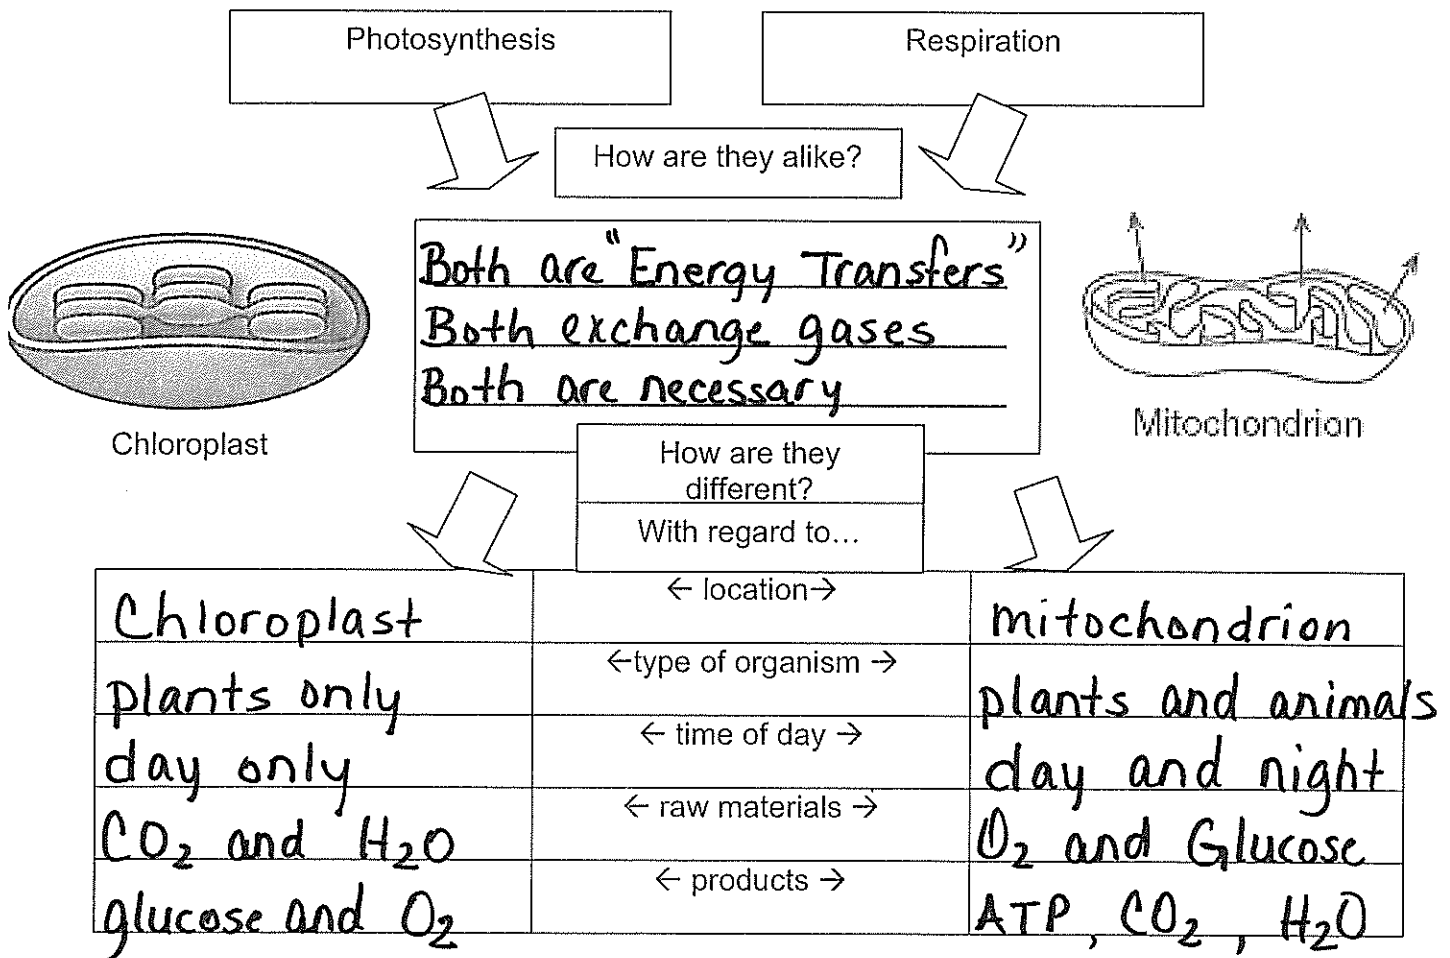 Photosynthesis
Respiration
How are they alike?
Both are "Energy Transfers"
Both exchange gases
Both are necessary
Chloroplast
Mitochondrion
How are they
different?
With regard to...
Chloroplast ← location→ mitochondrion
plants only ←type of organism → plants and animals
day only ← time of day → day and night
CO₂ and H₂O ← raw materials → O₂ and Glucose
glucose and O₂ ← products → ATP, CO₂, H₂O